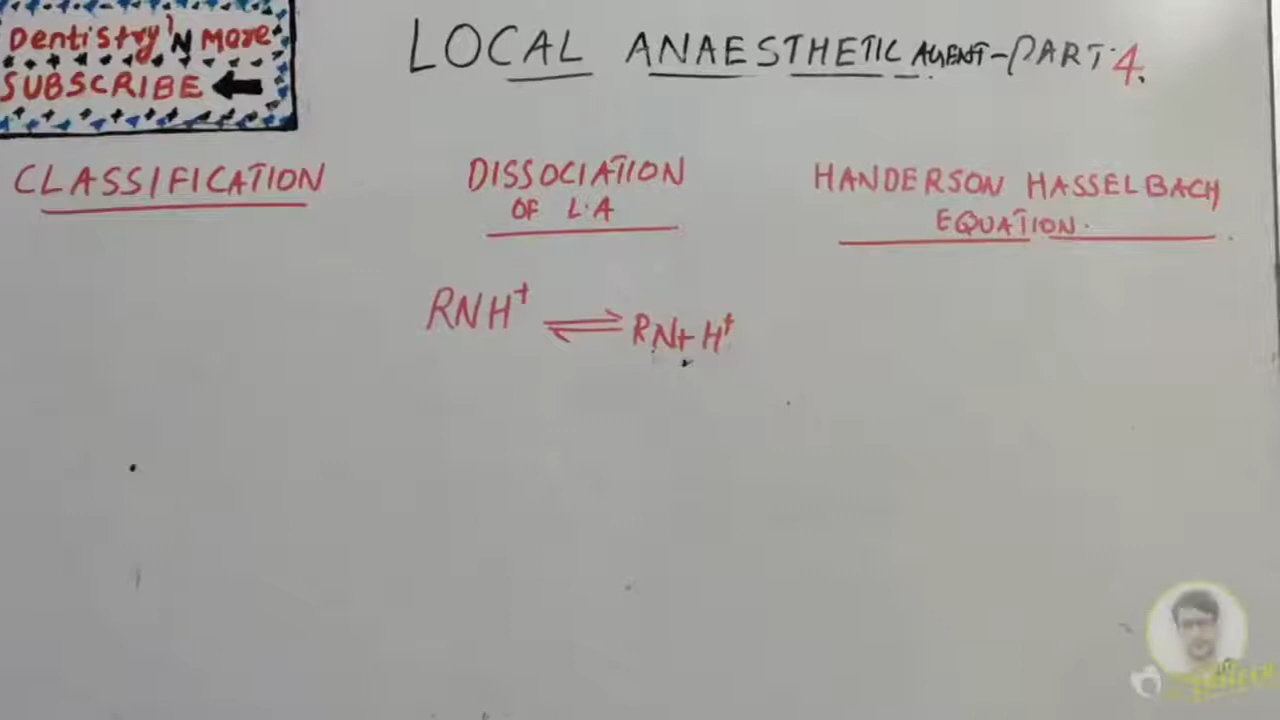 Dentistry'N More
SUBSCRIBE
LOCAL ANAESTHETIC AGENT-PART:4.
CLASSIFICATION
DISSOCIATION
OF L.A
HANDERSON HASSELBACH
EQUATION.
RNH⁺ ⇌ RN+H⁺